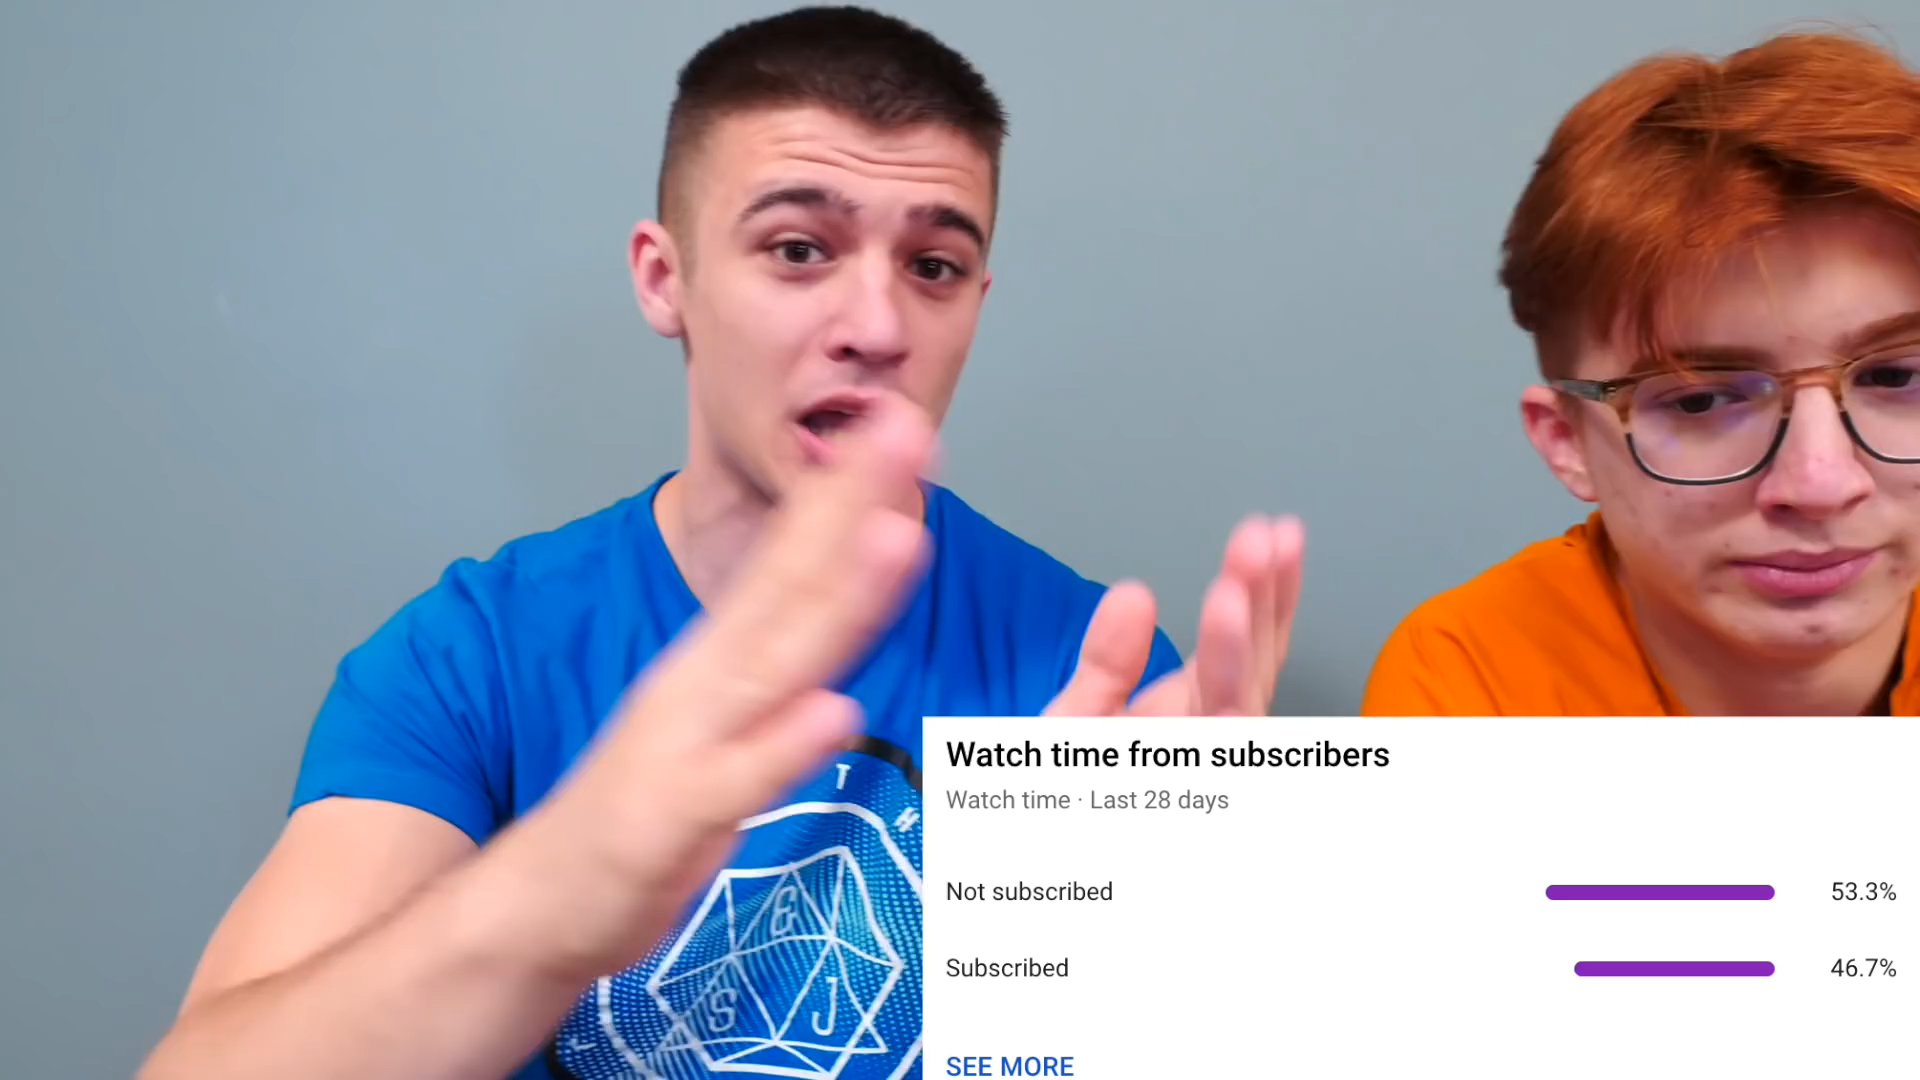 T
H
&
S J
Watch time from subscribers
Watch time · Last 28 days
Not subscribed 53.3%
Subscribed 46.7%
SEE MORE